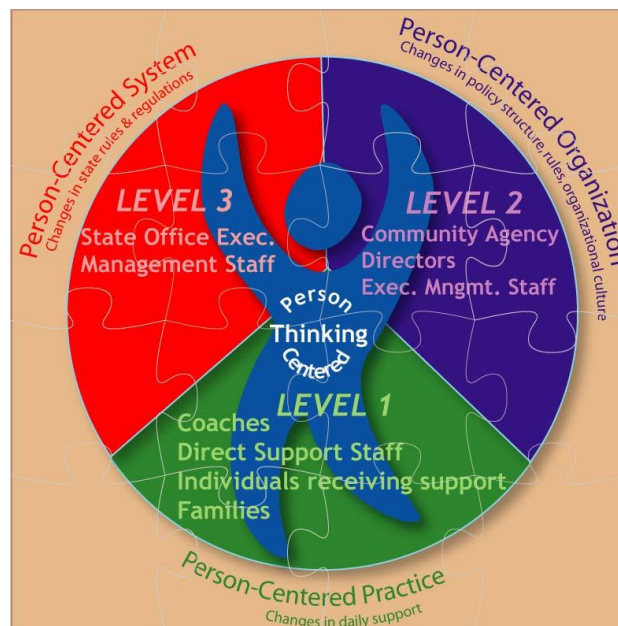 Person-Centered System
Changes in state rules & regulations
Person-Centered Organization
Changes in policy structure, rules, organizational culture
LEVEL 3
State Office Exec.
Management Staff
LEVEL 2
Community Agency
Directors
Exec. Mngmt. Staff
Person
Thinking
Centered
LEVEL 1
Coaches
Direct Support Staff
Individuals receiving support
Families
Person-Centered Practice
Changes in daily support